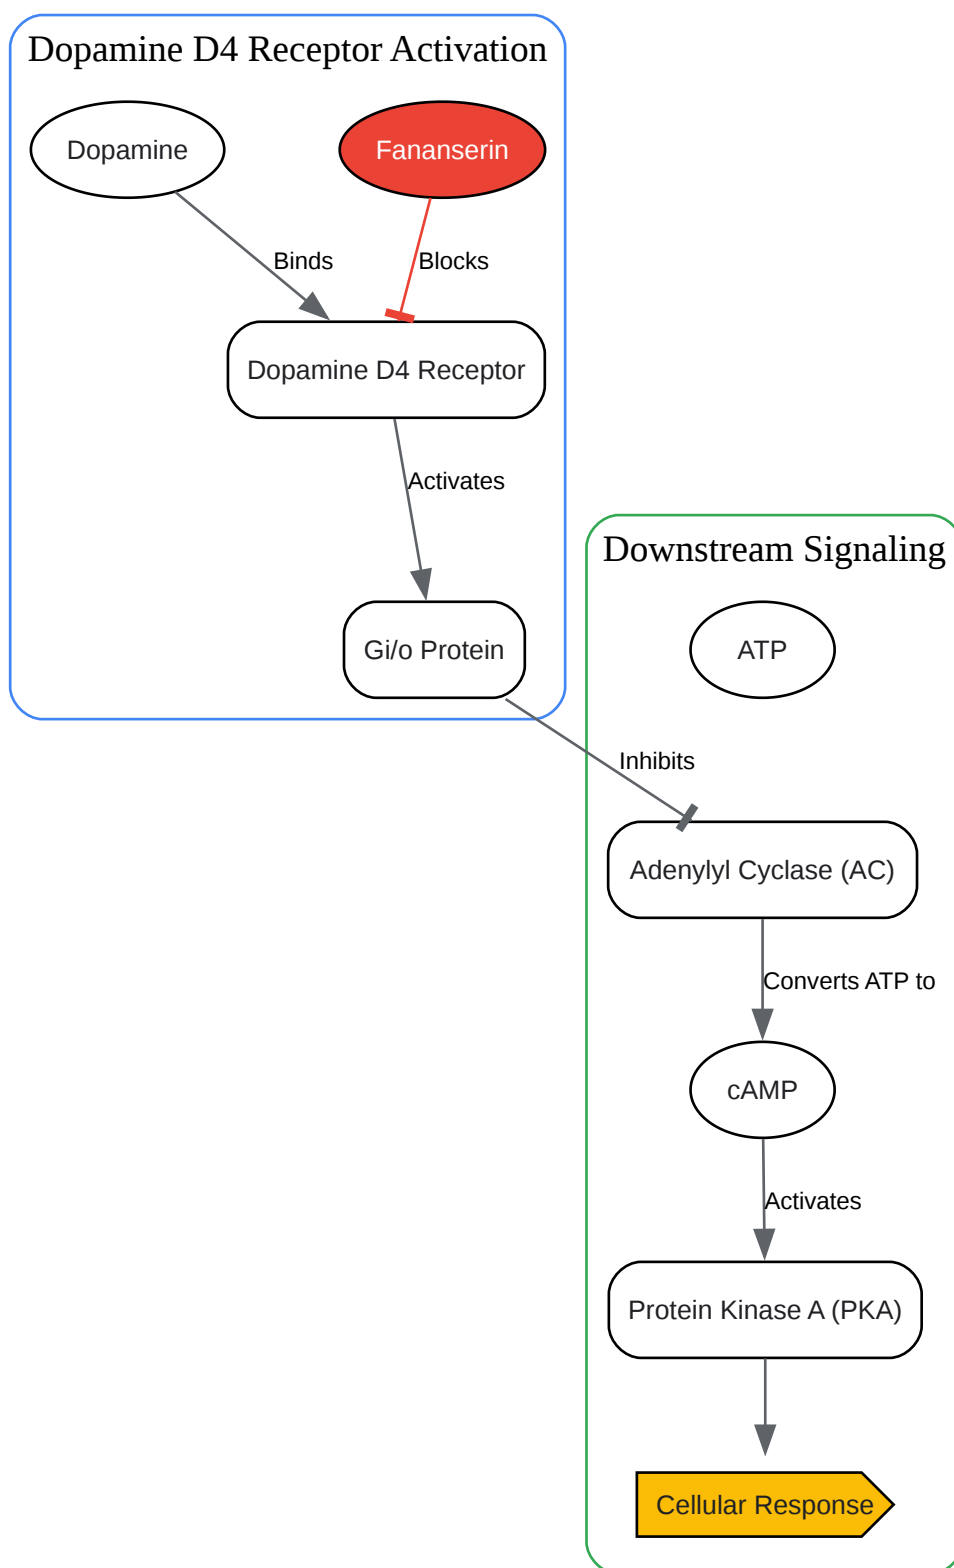 Dopamine D4 Receptor Activation
Dopamine
Fananserin
Binds
Blocks
Dopamine D4 Receptor
Activates
Gi/o Protein
Downstream Signaling
ATP
Inhibits
Adenylyl Cyclase (AC)
Converts ATP to
cAMP
Activates
Protein Kinase A (PKA)
Cellular Response